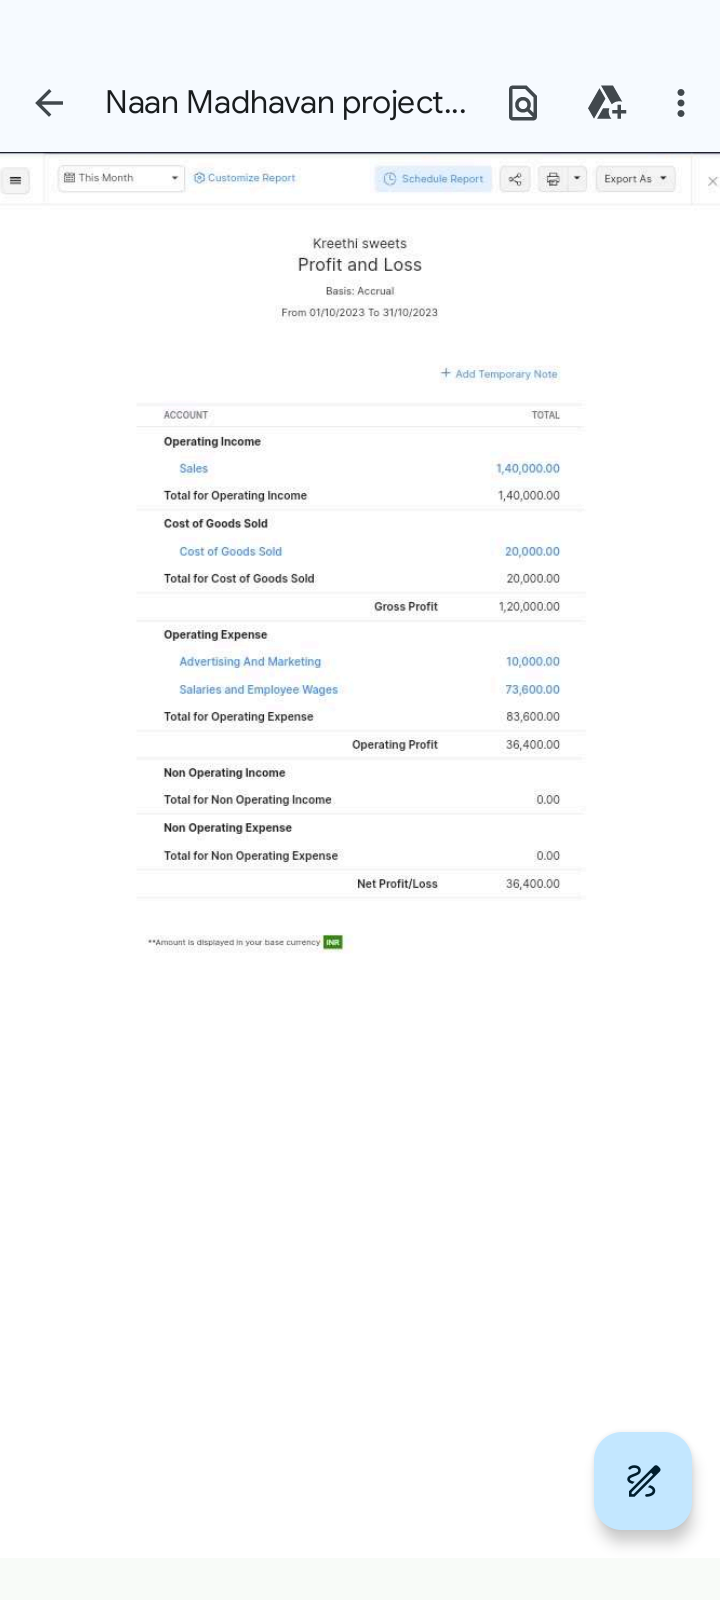 Naan Madhavan project...
This Month Customize Report Schedule Report Export As
Kreethi sweets
Profit and Loss
Basis: Accrual
From 01/10/2023 To 31/10/2023
+ Add Temporary Note
ACCOUNT TOTAL
Operating Income
Sales 1,40,000.00
Total for Operating Income 1,40,000.00
Cost of Goods Sold
Cost of Goods Sold 20,000.00
Total for Cost of Goods Sold 20,000.00
Gross Profit 1,20,000.00
Operating Expense
Advertising And Marketing 10,000.00
Salaries and Employee Wages 73,600.00
Total for Operating Expense 83,600.00
Operating Profit 36,400.00
Non Operating Income
Total for Non Operating Income 0.00
Non Operating Expense
Total for Non Operating Expense 0.00
Net Profit/Loss 36,400.00
**Amount is displayed in your base currency INR